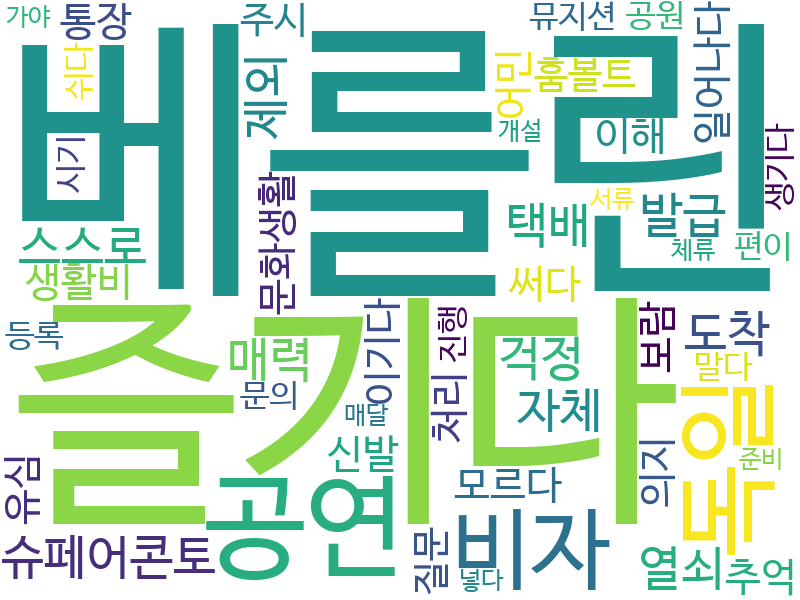 가야
통장
주시
뮤지션
공원
쉬다
베를린
제외
어민
훔볼트
일어나다
시기
개설
이해
생기다
문화생활
서류
스스로
택배
발급
체류
편이
생활비
써다
등록
즐기다
매력
이기다
진행
걱정
보람
도착
문의
매달
처리
자체
말다
독일
유심
신발
모르다
의지
준비
공연
비자
슈페어콘토
질문
넣다
열쇠
추억